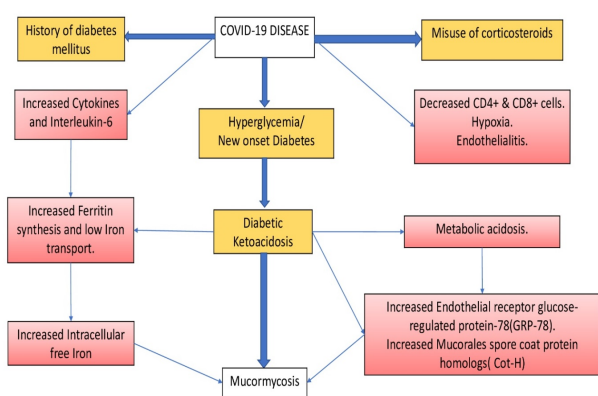 History of diabetes
mellitus
COVID-19 DISEASE
Misuse of corticosteroids
Increased Cytokines
and Interleukin-6
Hyperglycemia/
New onset Diabetes
Decreased CD4+ & CD8+ cells.
Hypoxia.
Endothelialitis.
Increased Ferritin
synthesis and low Iron
transport.
Diabetic
Ketoacidosis
Metabolic acidosis.
Increased Intracellular
free Iron
Increased Endothelial receptor glucose-
regulated protein-78(GRP-78).
Increased Mucorales spore coat protein
homologs( Cot-H)
Mucormycosis